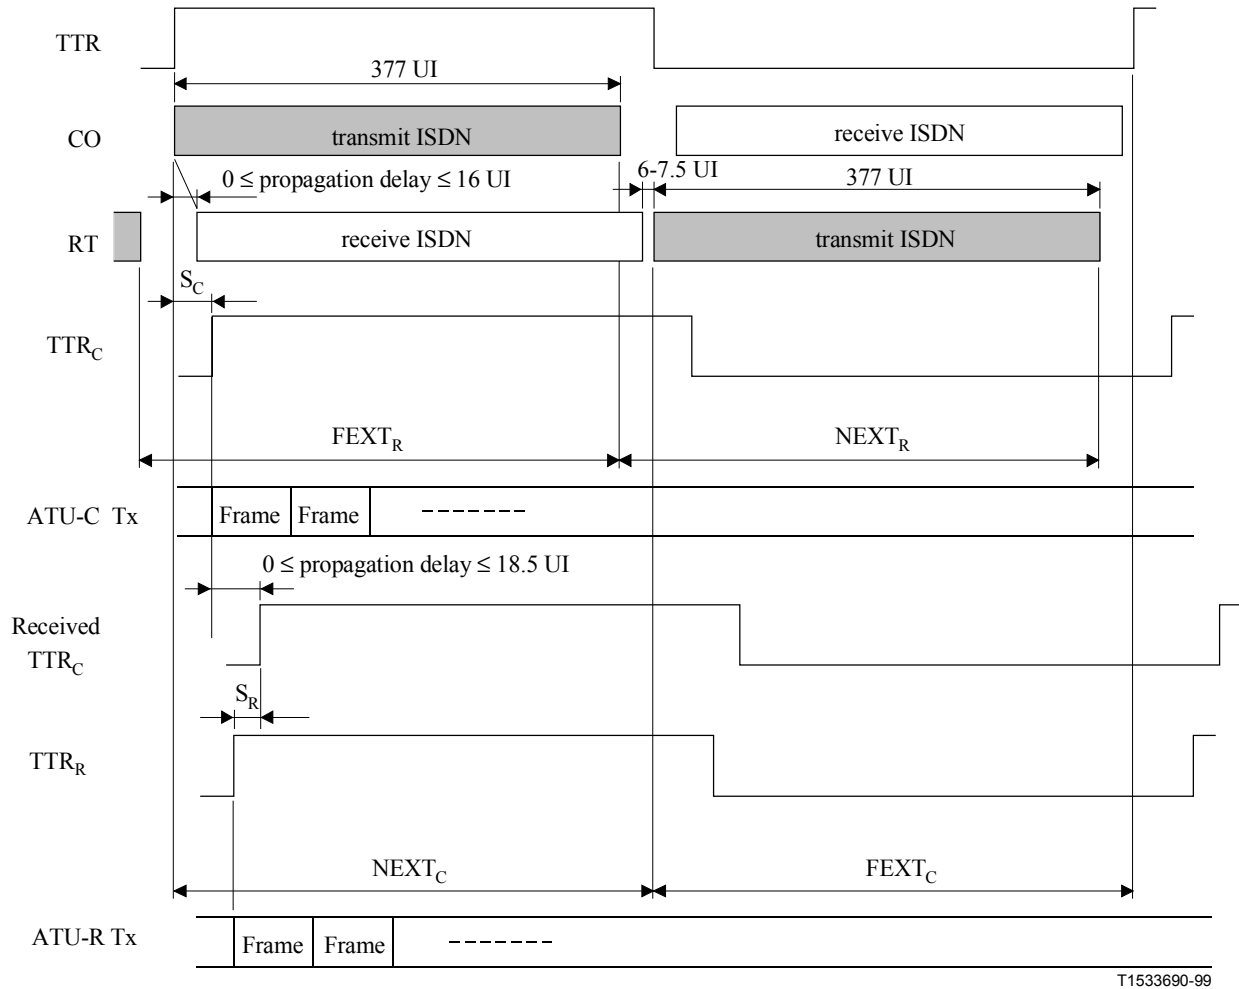 TTR
377 UI
CO
transmit ISDN
receive ISDN
0 ≤ propagation delay ≤ 16 UI
6-7.5 UI
377 UI
RT
receive ISDN
transmit ISDN
S_C
TTR_C
FEXT_R
NEXT_R
ATU-C Tx
Frame
Frame
0 ≤ propagation delay ≤ 18.5 UI
Received
TTR_C
S_R
TTR_R
NEXT_C
FEXT_C
ATU-R Tx
Frame
Frame
T1533690-99